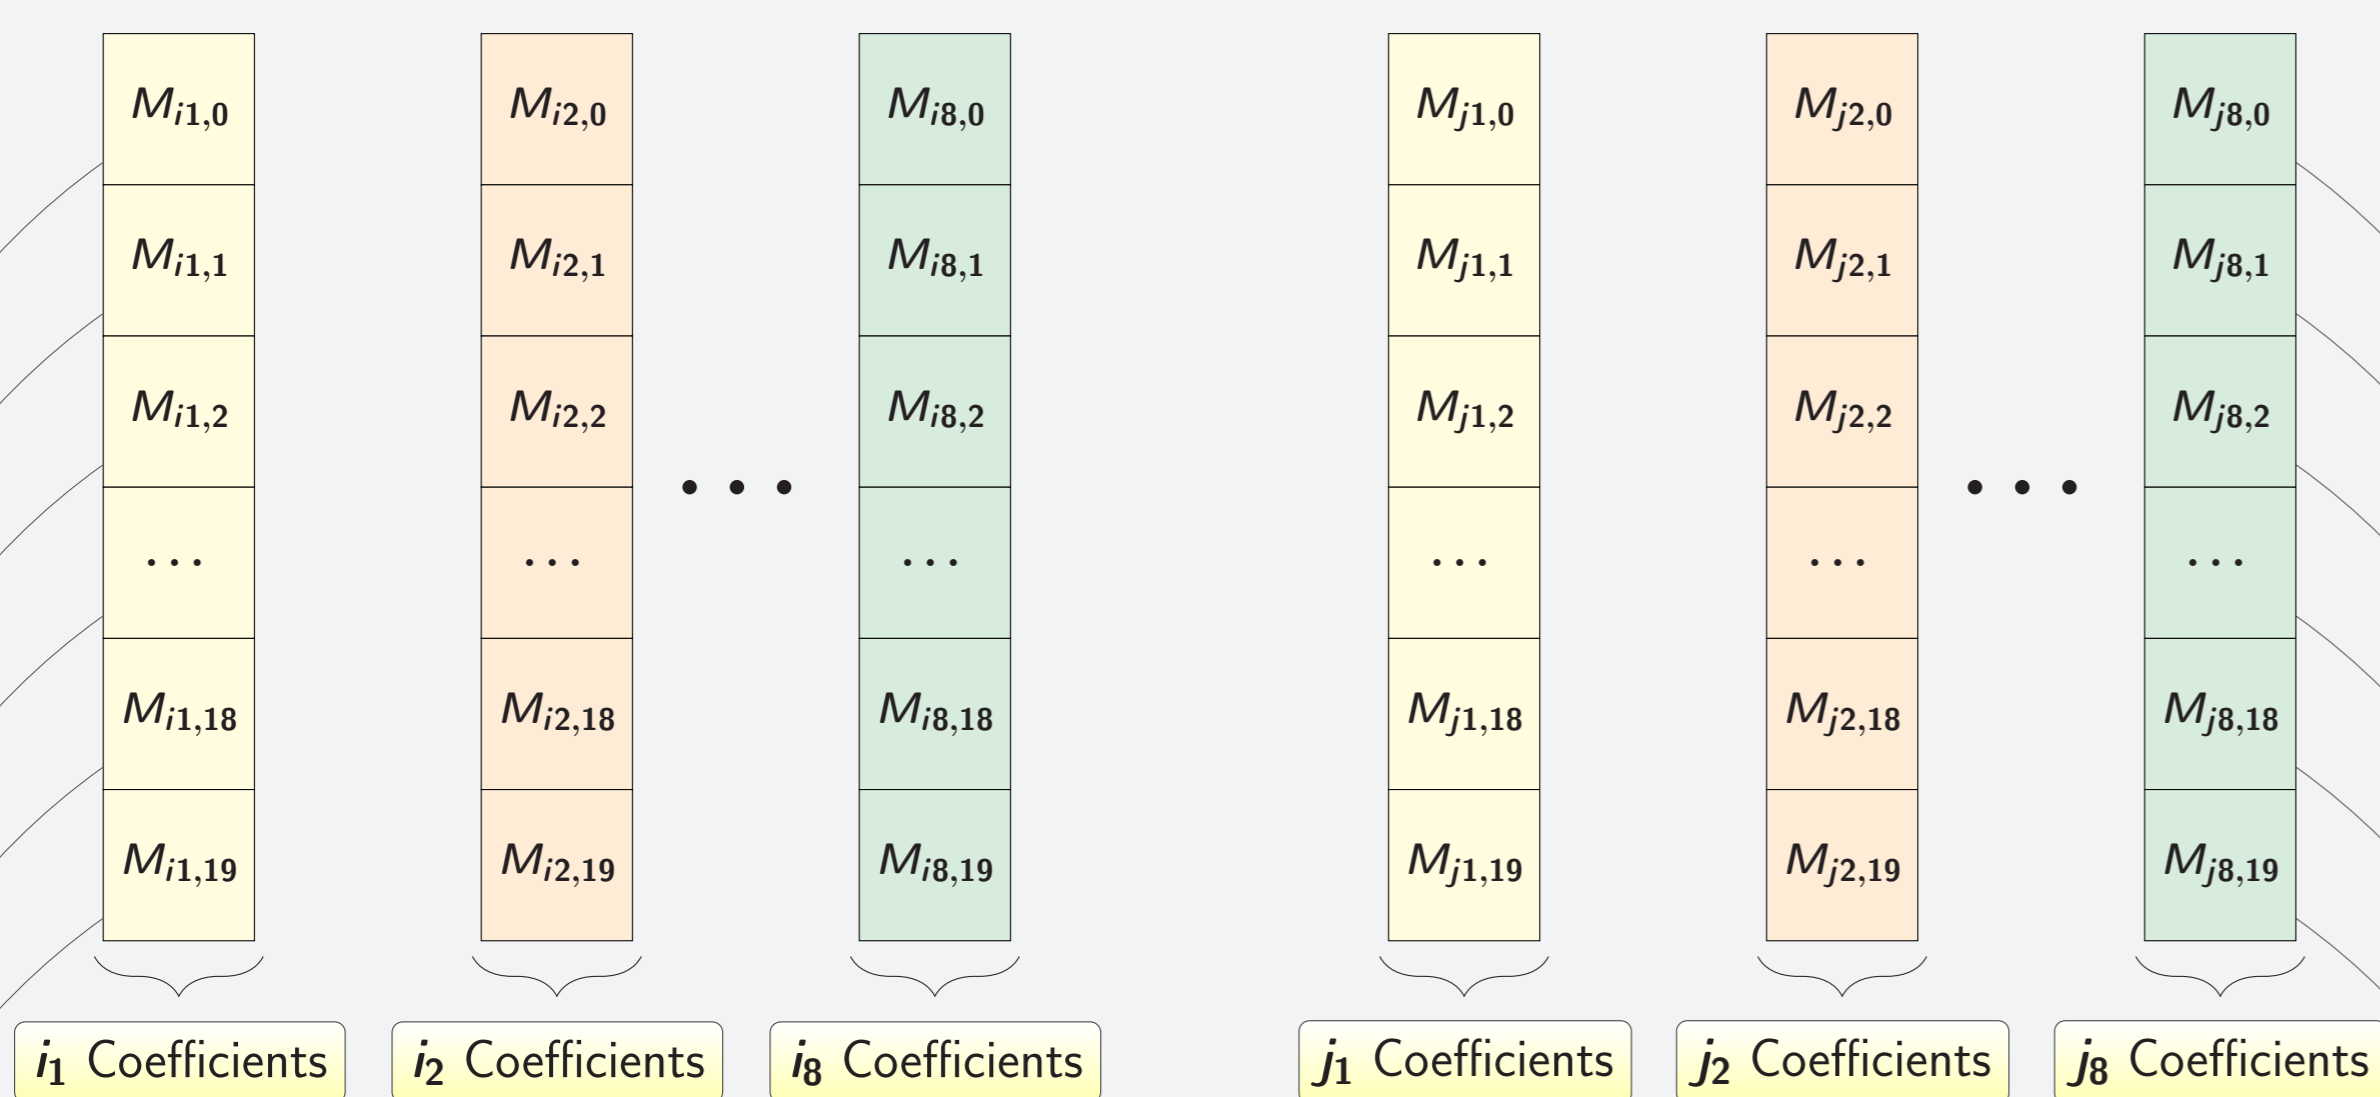 M_{i1,0} M_{i2,0} M_{i8,0} M_{j1,0} M_{j2,0} M_{j8,0}
M_{i1,1} M_{i2,1} M_{i8,1} M_{j1,1} M_{j2,1} M_{j8,1}
M_{i1,2} M_{i2,2} M_{i8,2} M_{j1,2} M_{j2,2} M_{j8,2}
• • • • • •
... ... ... ... ... ...
M_{i1,18} M_{i2,18} M_{i8,18} M_{j1,18} M_{j2,18} M_{j8,18}
M_{i1,19} M_{i2,19} M_{i8,19} M_{j1,19} M_{j2,19} M_{j8,19}
i_1 Coefficients i_2 Coefficients i_8 Coefficients j_1 Coefficients j_2 Coefficients j_8 Coefficients